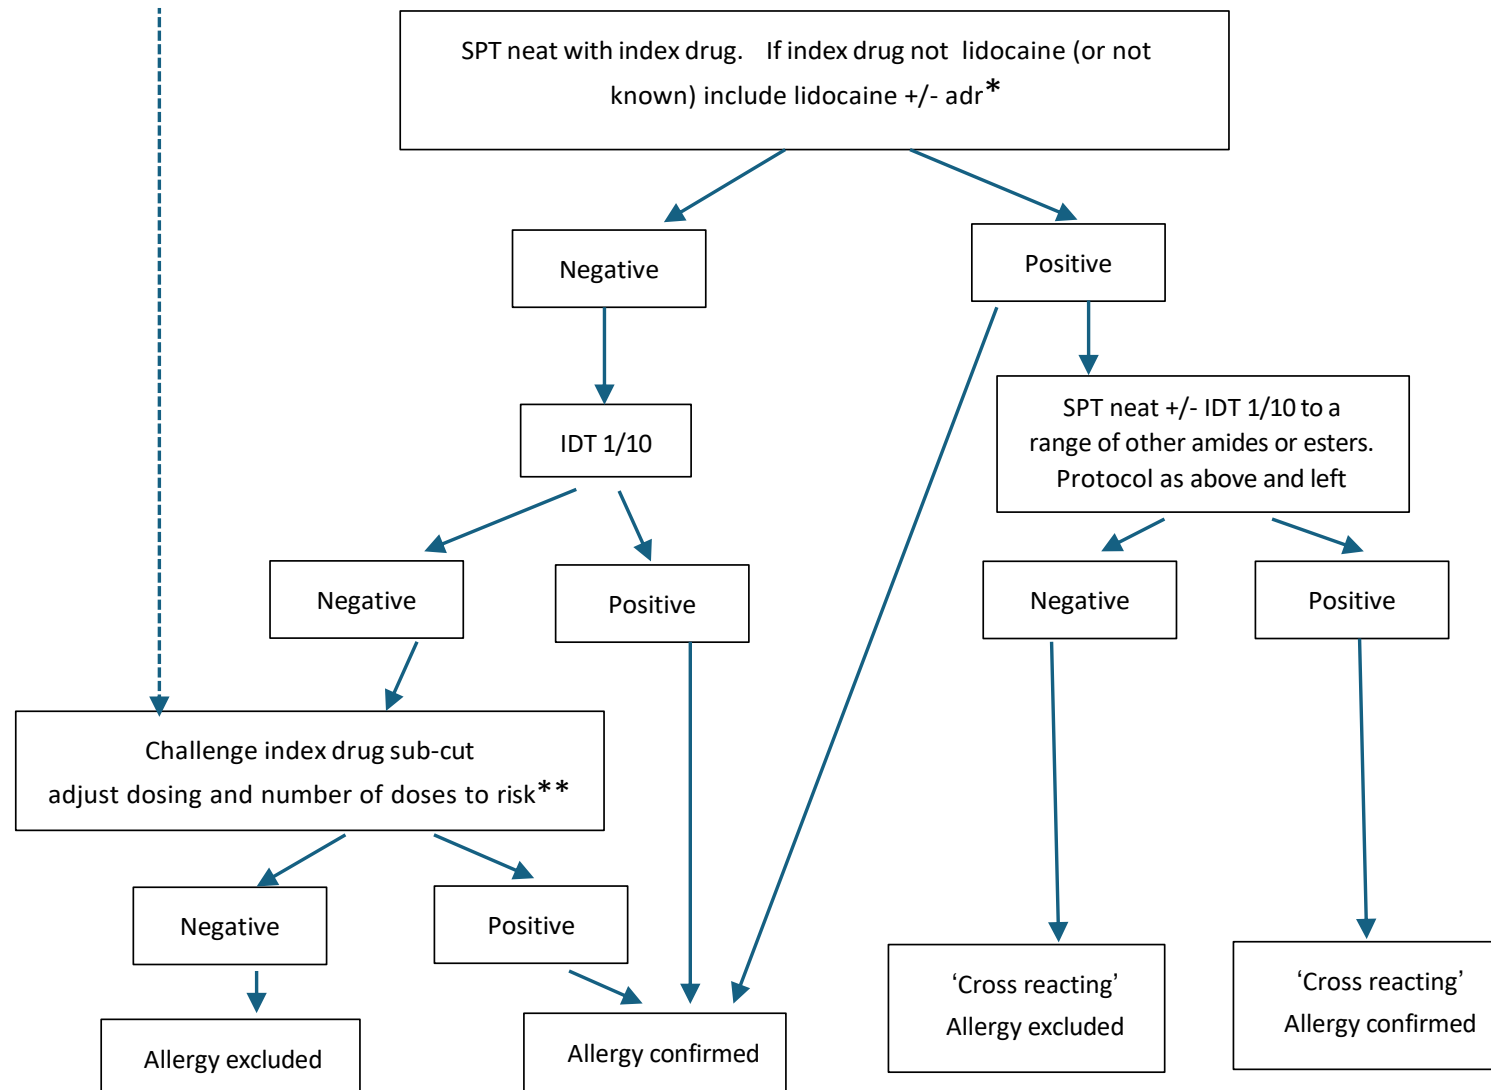 SPT neat with index drug. If index drug not lidocaine (or not
known) include lidocaine +/- adr*
Negative
Positive
IDT 1/10
SPT neat +/- IDT 1/10 to a
range of other amides or esters.
Protocol as above and left
Negative
Positive
Negative
Positive
Challenge index drug sub-cut
adjust dosing and number of doses to risk**
Negative
Positive
‘Cross reacting’
Allergy excluded
‘Cross reacting’
Allergy confirmed
Allergy excluded
Allergy confirmed